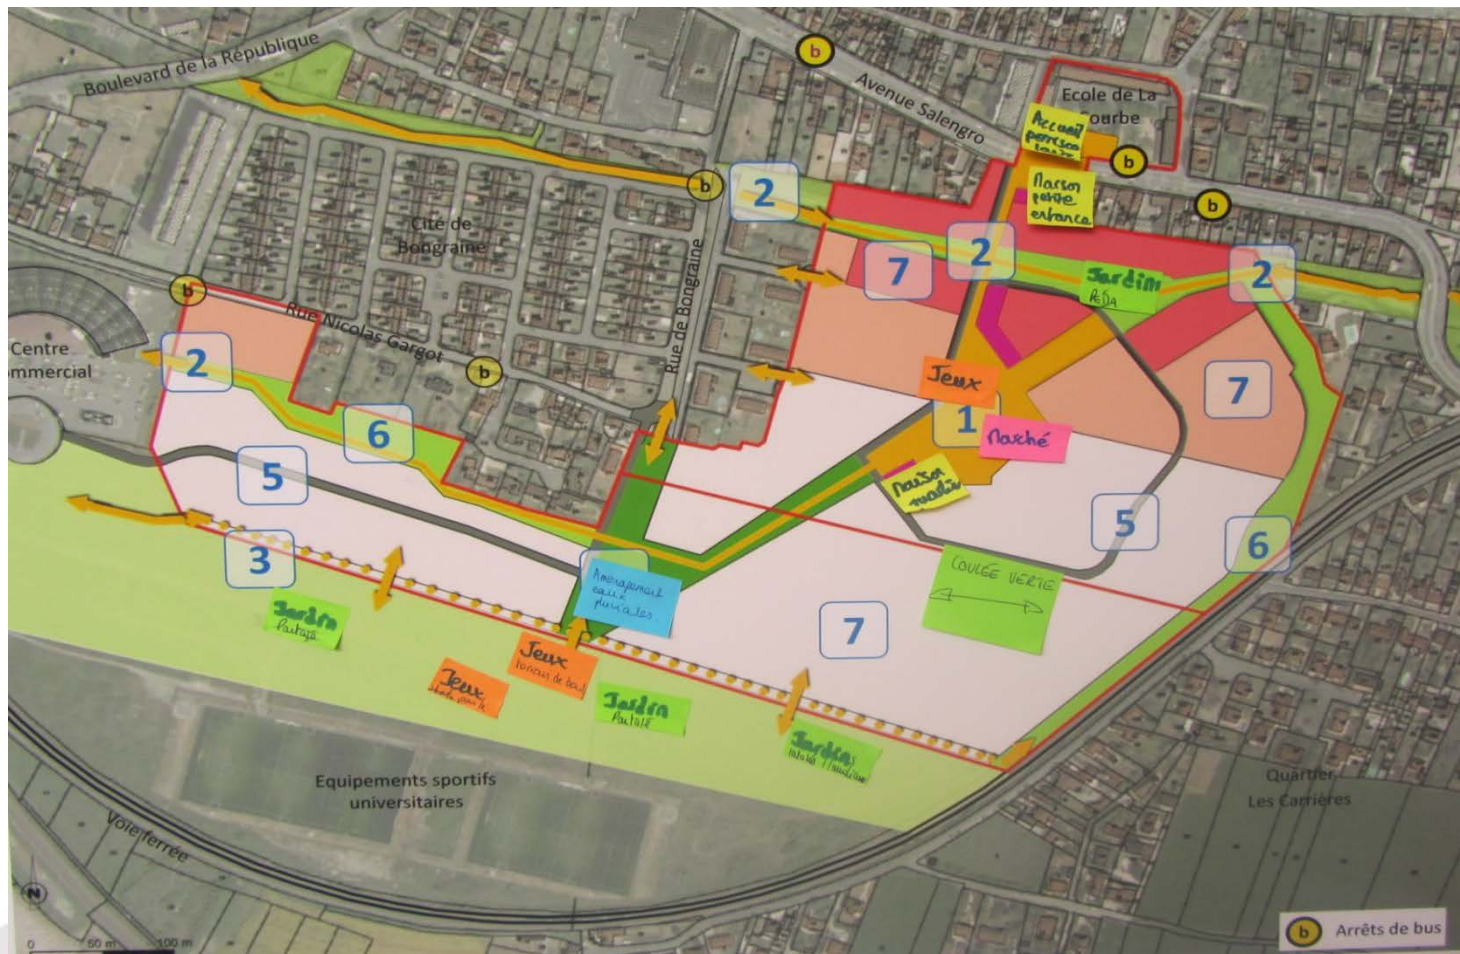 Boulevard de la République
b
Avenue Salengro
Ecole de La
ourbe
Accueil
b
Maison
petite
enfance
b
2
b
Cité de
Bongraine
2
7
Jardin
PÉDA
2
b
Rue Nicolas Gargot
Rue de Bongraine
Centre
ommercial
2
b
Jeux
7
6
1
Marché
5
Maison
5
6
3
COULÉE VERTE
Aménagement
eaux
pluviales
Jardin
Partagé
7
Jeux
Jeux
Jardin
Partagé
Jardins
Equipements sportifs
universitaires
Quartier
Les Carrières
Voie ferrée
N
0 50 m 100 m
b Arrêts de bus